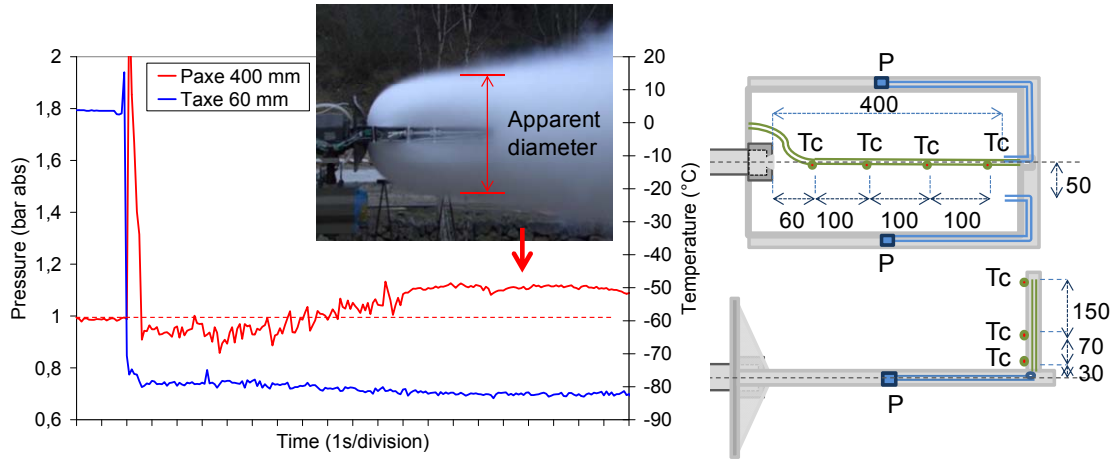 2
1,8
1,6
1,4
1,2
1
0,8
0,6
Pressure (bar abs)
Paxe 400 mm
Taxe 60 mm
Apparent
diameter
20
10
0
-10
-20
-30
-40
-50
-60
-70
-80
-90
Temperature (°C)
Time (1s/division)
P
400
Tc Tc Tc Tc
50
60 100 100 100
P
Tc
150
Tc
70
Tc
30
P